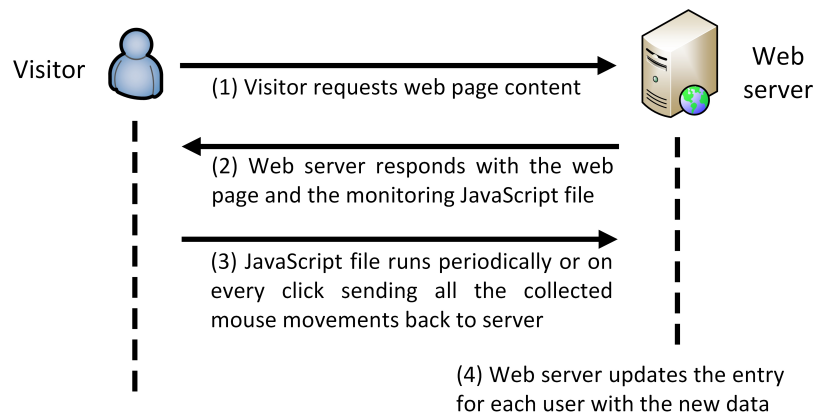 Visitor
Web
server
(1) Visitor requests web page content
(2) Web server responds with the web
page and the monitoring JavaScript file
(3) JavaScript file runs periodically or on
every click sending all the collected
mouse movements back to server
(4) Web server updates the entry
for each user with the new data